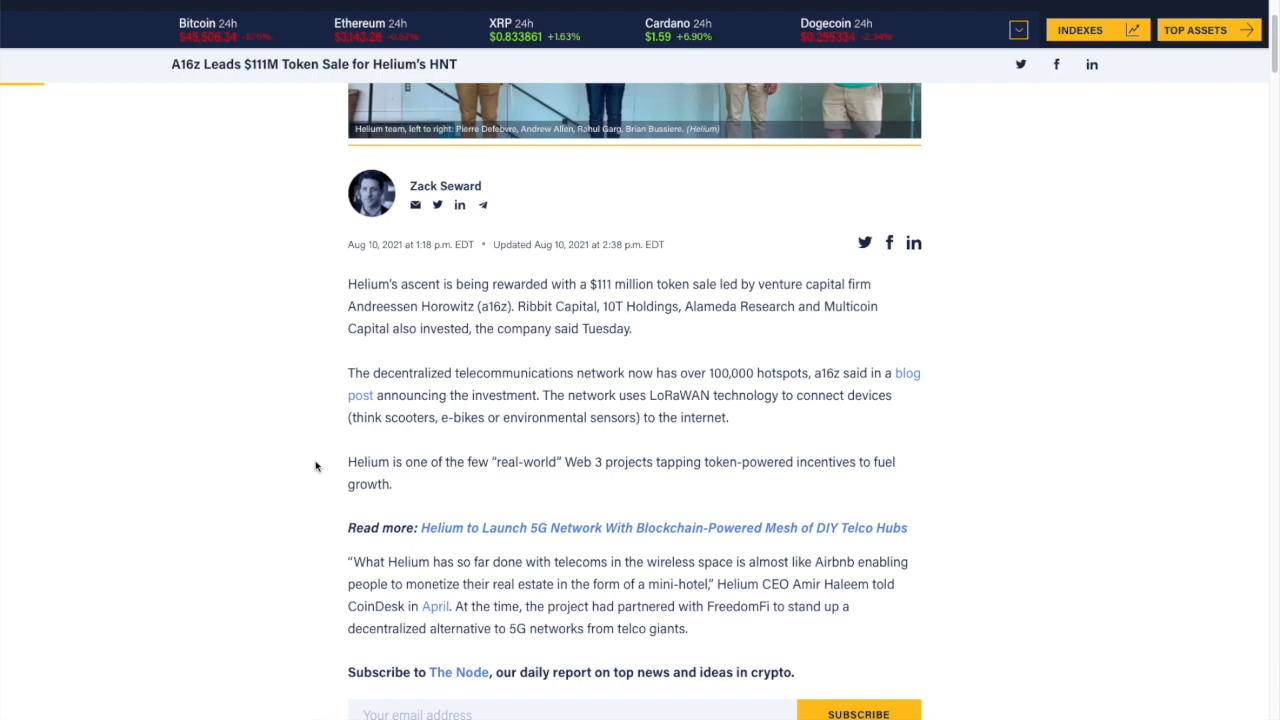 Bitcoin 24h
Ethereum 24h
XRP 24h
Cardano 24h
Dogecoin 24h
$0.833861 +1.63%
$1.59 +6.90%
INDEXES
TOP ASSETS
A16z Leads $111M Token Sale for Helium's HNT
Helium team, left to right: Pierre Defebvre, Andrew Allen, Rahul Garg, Brian Bussiere. (Helium)
Zack Seward
Aug 10, 2021 at 1:18 p.m. EDT • Updated Aug 10, 2021 at 2:38 p.m. EDT
Helium's ascent is being rewarded with a $111 million token sale led by venture capital firm
Andreessen Horowitz (a16z). Ribbit Capital, 10T Holdings, Alameda Research and Multicoin
Capital also invested, the company said Tuesday.
The decentralized telecommunications network now has over 100,000 hotspots, a16z said in a blog
post announcing the investment. The network uses LoRaWAN technology to connect devices
(think scooters, e-bikes or environmental sensors) to the internet.
Helium is one of the few “real-world” Web 3 projects tapping token-powered incentives to fuel
growth.
Read more: Helium to Launch 5G Network With Blockchain-Powered Mesh of DIY Telco Hubs
“What Helium has so far done with telecoms in the wireless space is almost like Airbnb enabling
people to monetize their real estate in the form of a mini-hotel,” Helium CEO Amir Haleem told
CoinDesk in April. At the time, the project had partnered with FreedomFi to stand up a
decentralized alternative to 5G networks from telco giants.
Subscribe to The Node, our daily report on top news and ideas in crypto.
Your email address
SUBSCRIBE